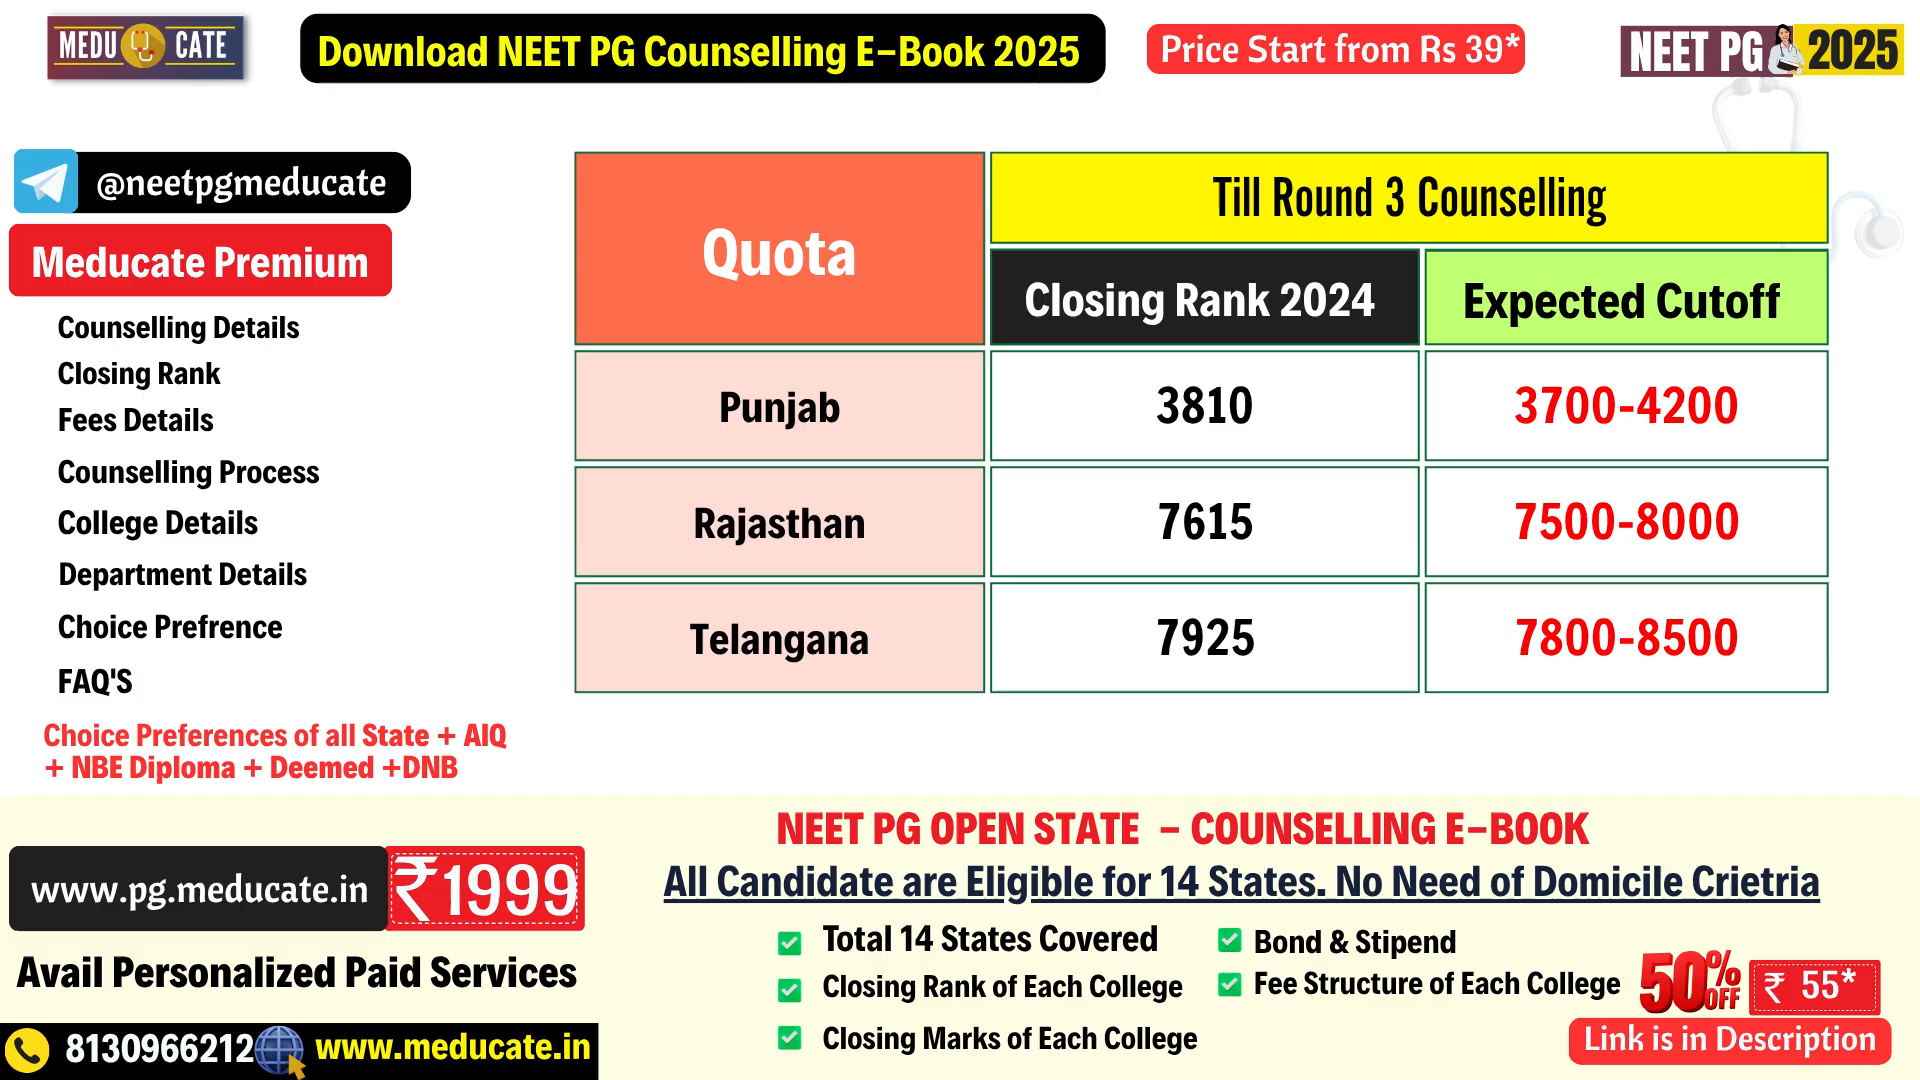 MEDU CATE
Download NEET PG Counselling E-Book 2025
Price Start from Rs 39*
NEET PG 2025
@neetpgmeducate
Meducate Premium
Counselling Details
Closing Rank
Fees Details
Counselling Process
College Details
Department Details
Choice Prefrence
FAQ'S
Choice Preferences of all State + AIQ
+ NBE Diploma + Deemed +DNB
Quota
Till Round 3 Counselling
Closing Rank 2024
Expected Cutoff
Punjab 3810 3700-4200
Rajasthan 7615 7500-8000
Telangana 7925 7800-8500
www.pg.meducate.in
₹1999
Avail Personalized Paid Services
8130966212
www.meducate.in
NEET PG OPEN STATE - COUNSELLING E-BOOK
All Candidate are Eligible for 14 States. No Need of Domicile Crietria
Total 14 States Covered
Closing Rank of Each College
Closing Marks of Each College
Bond & Stipend
Fee Structure of Each College
50% OFF
₹ 55*
Link is in Description